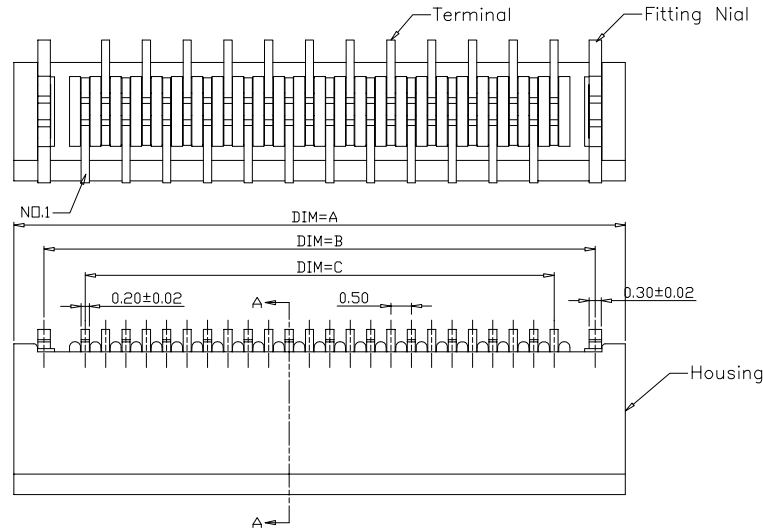 Terminal
Fitting Nial
NO.1
DIM=A
DIM=B
DIM=C
0.20±0.02
A
0.50
0.30±0.02
Housing
A